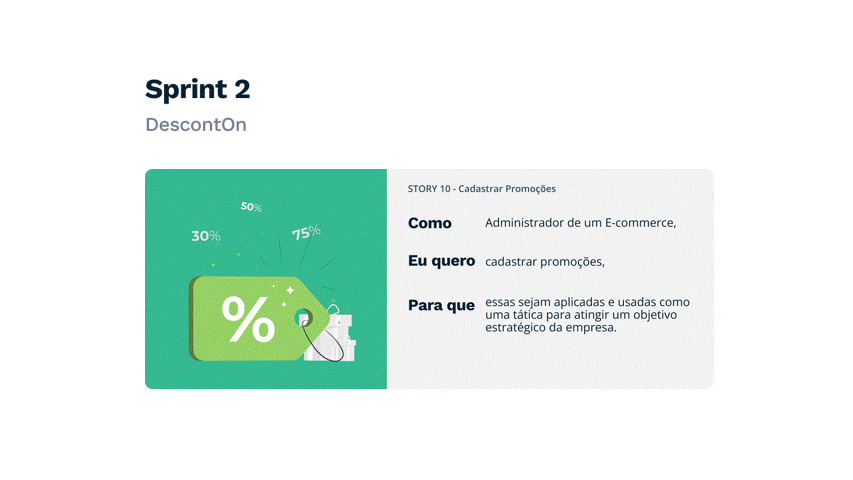 Sprint 2
DescontOn
50%
30%
75%
%
STORY 10 - Cadastrar Promoções
Como Administrador de um E-commerce,
Eu quero cadastrar promoções,
Para que essas sejam aplicadas e usadas como
uma tática para atingir um objetivo
estratégico da empresa.